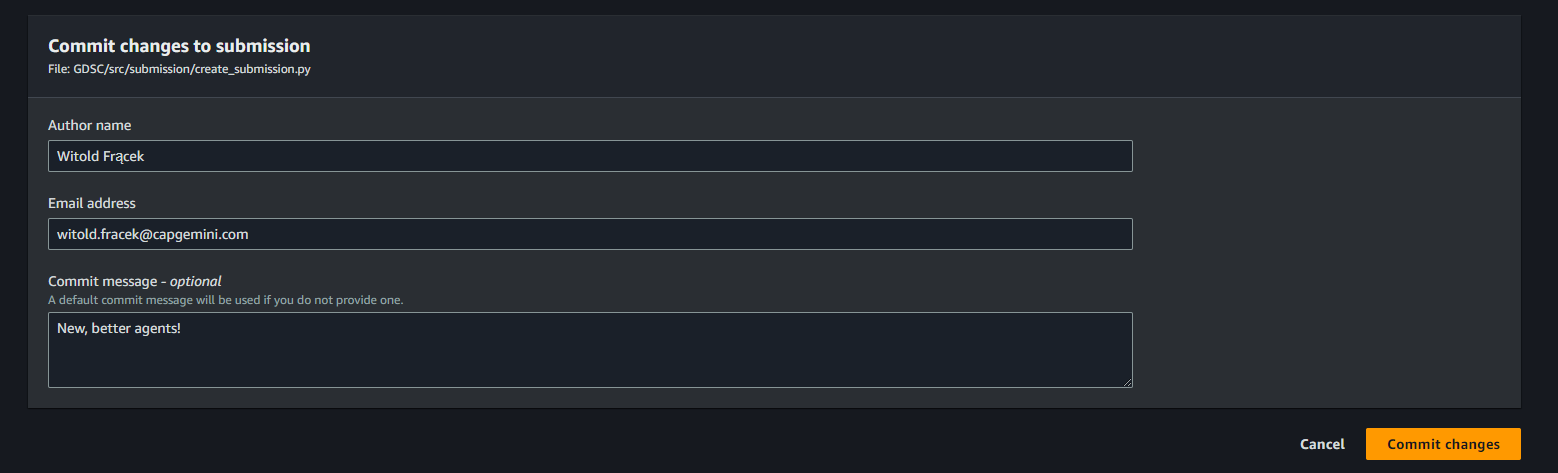 Commit changes to submission
File: GDSC/src/submission/create_submission.py
Author name
Witold Frącek
Email address
witold.fracek@capgemini.com
Commit message - optional
A default commit message will be used if you do not provide one.
New, better agents!
Cancel
Commit changes